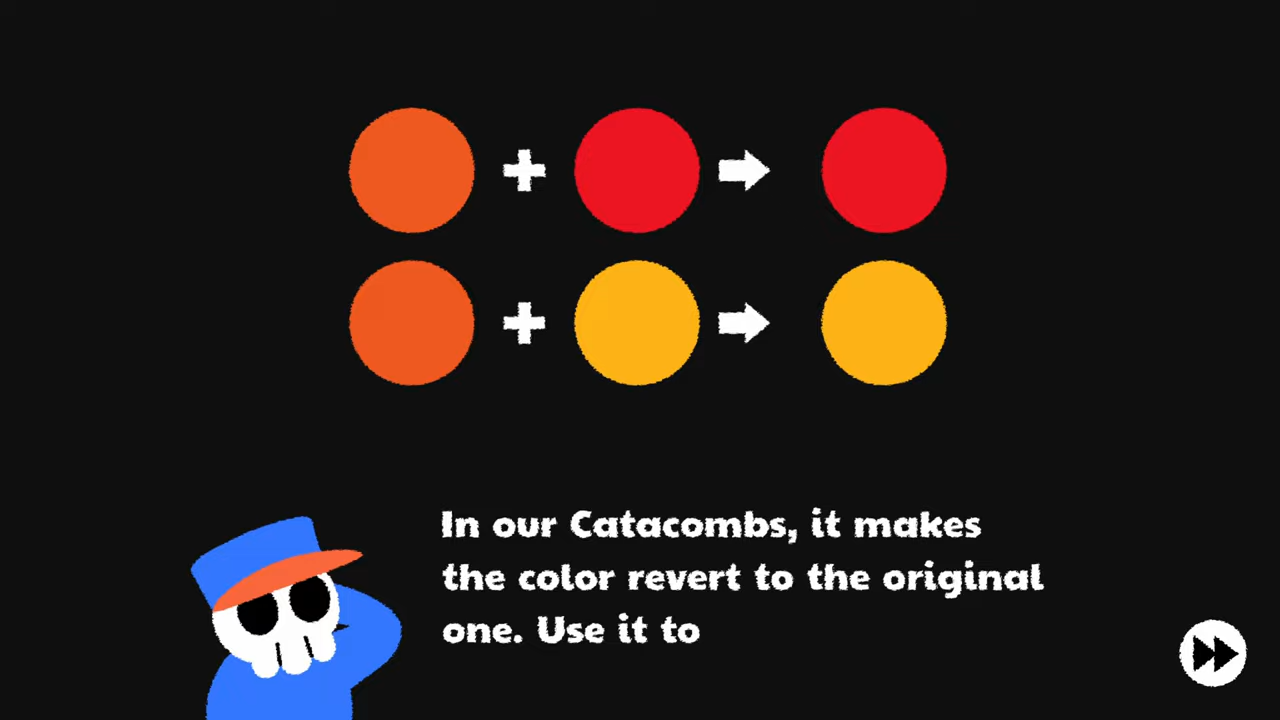 In our Catacombs, it makes
the color revert to the original
one. Use it to